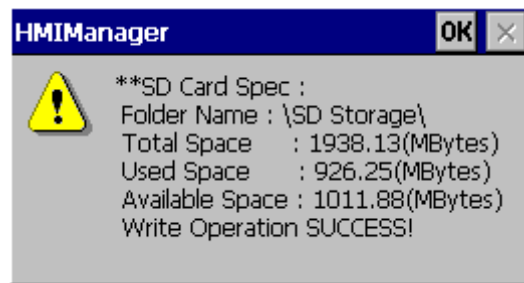 HMIManager OK
**SD Card Spec :
Folder Name : \SD Storage\
Total Space : 1938.13(MBytes)
Used Space : 926.25(MBytes)
Available Space : 1011.88(MBytes)
Write Operation SUCCESS!